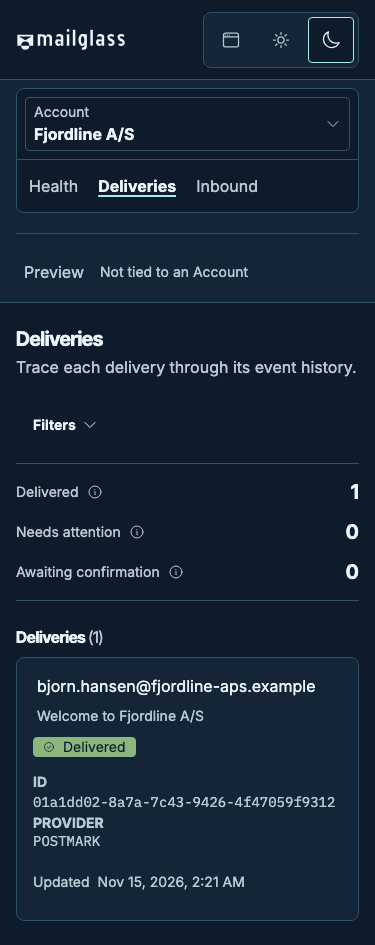 mailglass
Account
Fjordline A/S
Health Deliveries Inbound
Preview Not tied to an Account
Deliveries
Trace each delivery through its event history.
Filters
Delivered 1
Needs attention 0
Awaiting confirmation 0
Deliveries (1)
bjorn.hansen@fjordline-aps.example
Welcome to Fjordline A/S
Delivered
ID
01a1dd02-8a7a-7c43-9426-4f47059f9312
PROVIDER
POSTMARK
Updated Nov 15, 2026, 2:21 AM